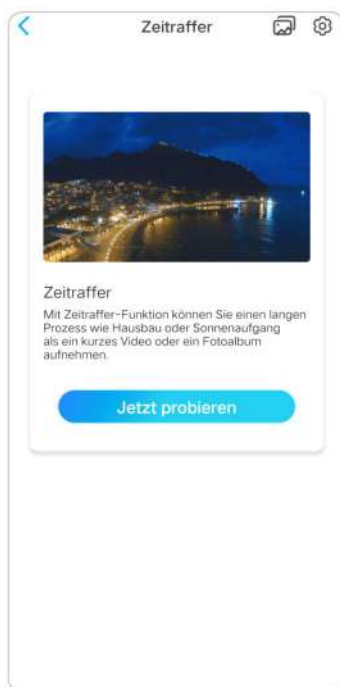 Zeitraffer
Zeitraffer
Mit Zeitraffer-Funktion können Sie einen langen
Prozess wie Hausbau oder Sonnenaufgang
als ein kurzes Video oder ein Fotoalbum
aufnehmen.
Jetzt probieren